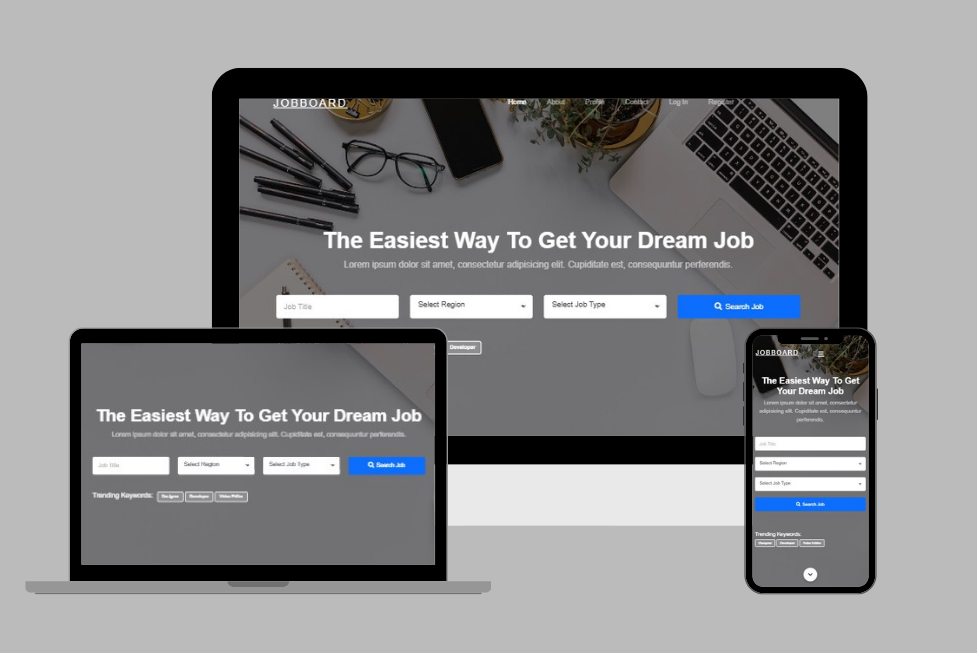 JOBBOARD
Home About Profile Contact Log In Register
The Easiest Way To Get Your Dream Job
Lorem ipsum dolor sit amet, consectetur adipisicing elit. Cupiditate est, consequuntur perferendis.
Job Title Select Region Select Job Type Search Job
Developer
The Easiest Way To Get Your Dream Job
Lorem ipsum dolor sit amet, consectetur adipisicing elit. Cupiditate est, consequuntur perferendis.
Job Title Select Region Select Job Type Search Job
Trending Keywords: Designer Developer
JOBBOARD
The Easiest Way To Get
Your Dream Job
Lorem ipsum dolor sit amet, consectetur
adipisicing elit. Cupiditate est, consequuntur
perferendis.
Job Title
Select Region
Select Job Type
Search Job
Trending Keywords:
Designer Developer